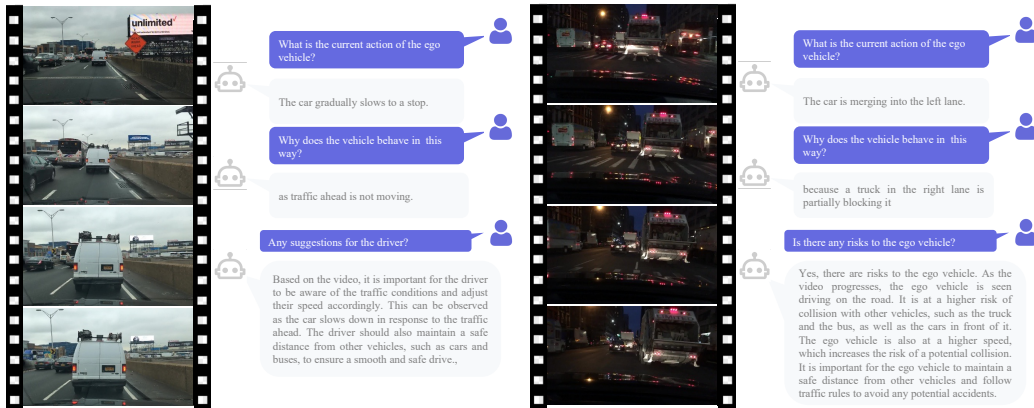 unlimited
What is the current action of the ego
vehicle?
The car gradually slows to a stop.
Why does the vehicle behave in this
way?
as traffic ahead is not moving.
Any suggestions for the driver?
Based on the video, it is important for the driver
to be aware of the traffic conditions and adjust
their speed accordingly. This can be observed
as the car slows down in response to the traffic
ahead. The driver should also maintain a safe
distance from other vehicles, such as cars and
buses, to ensure a smooth and safe drive.,
What is the current action of the ego
vehicle?
The car is merging into the left lane.
Why does the vehicle behave in this
way?
because a truck in the right lane is
partially blocking it
Is there any risks to the ego vehicle?
Yes, there are risks to the ego vehicle. As the
video progresses, the ego vehicle is seen
driving on the road. It is at a higher risk of
collision with other vehicles, such as the truck
and the bus, as well as the cars in front of it.
The ego vehicle is also at a higher speed,
which increases the risk of a potential collision.
It is important for the ego vehicle to maintain a
safe distance from other vehicles and follow
traffic rules to avoid any potential accidents.